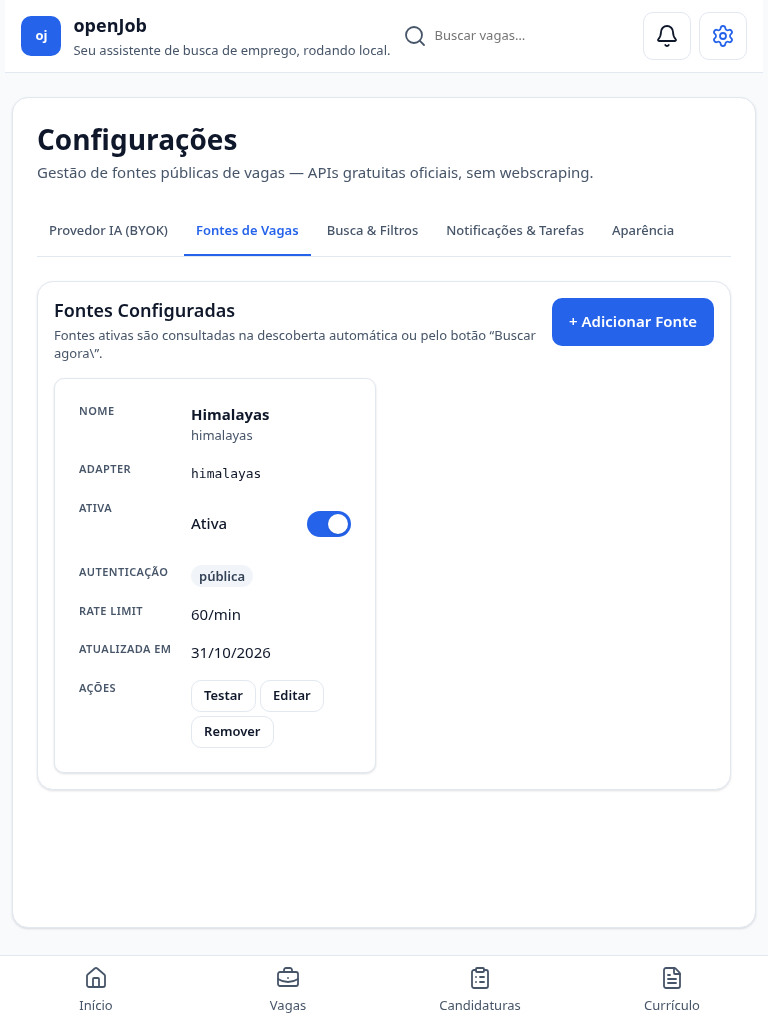 oj
openJob
Seu assistente de busca de emprego, rodando local.
Buscar vagas...
Configurações
Gestão de fontes públicas de vagas — APIs gratuitas oficiais, sem webscraping.
Provedor IA (BYOK)
Fontes de Vagas
Busca & Filtros
Notificações & Tarefas
Aparência
Fontes Configuradas
Fontes ativas são consultadas na descoberta automática ou pelo botão “Buscar
agora\”.
+ Adicionar Fonte
NOME
Himalayas
himalayas
ADAPTER
himalayas
ATIVA
Ativa
AUTENTICAÇÃO
pública
RATE LIMIT
60/min
ATUALIZADA EM
31/10/2026
AÇÕES
Testar
Editar
Remover
Início
Vagas
Candidaturas
Currículo